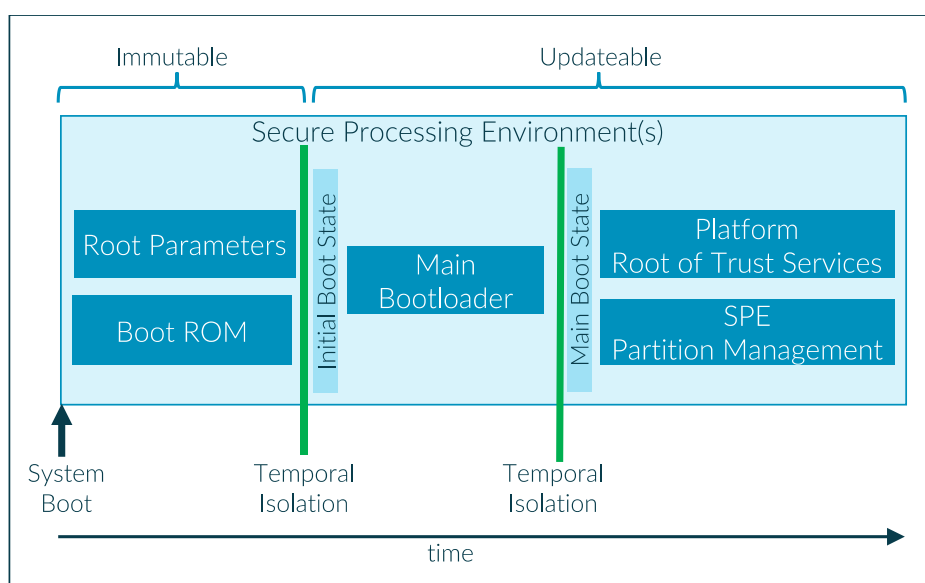 Immutable
Updateable
Secure Processing Environment(s)
Root Parameters
Boot ROM
Initial Boot State
Main
Bootloader
Main Boot State
Platform
Root of Trust Services
SPE
Partition Management
System
Boot
Temporal
Isolation
Temporal
Isolation
time